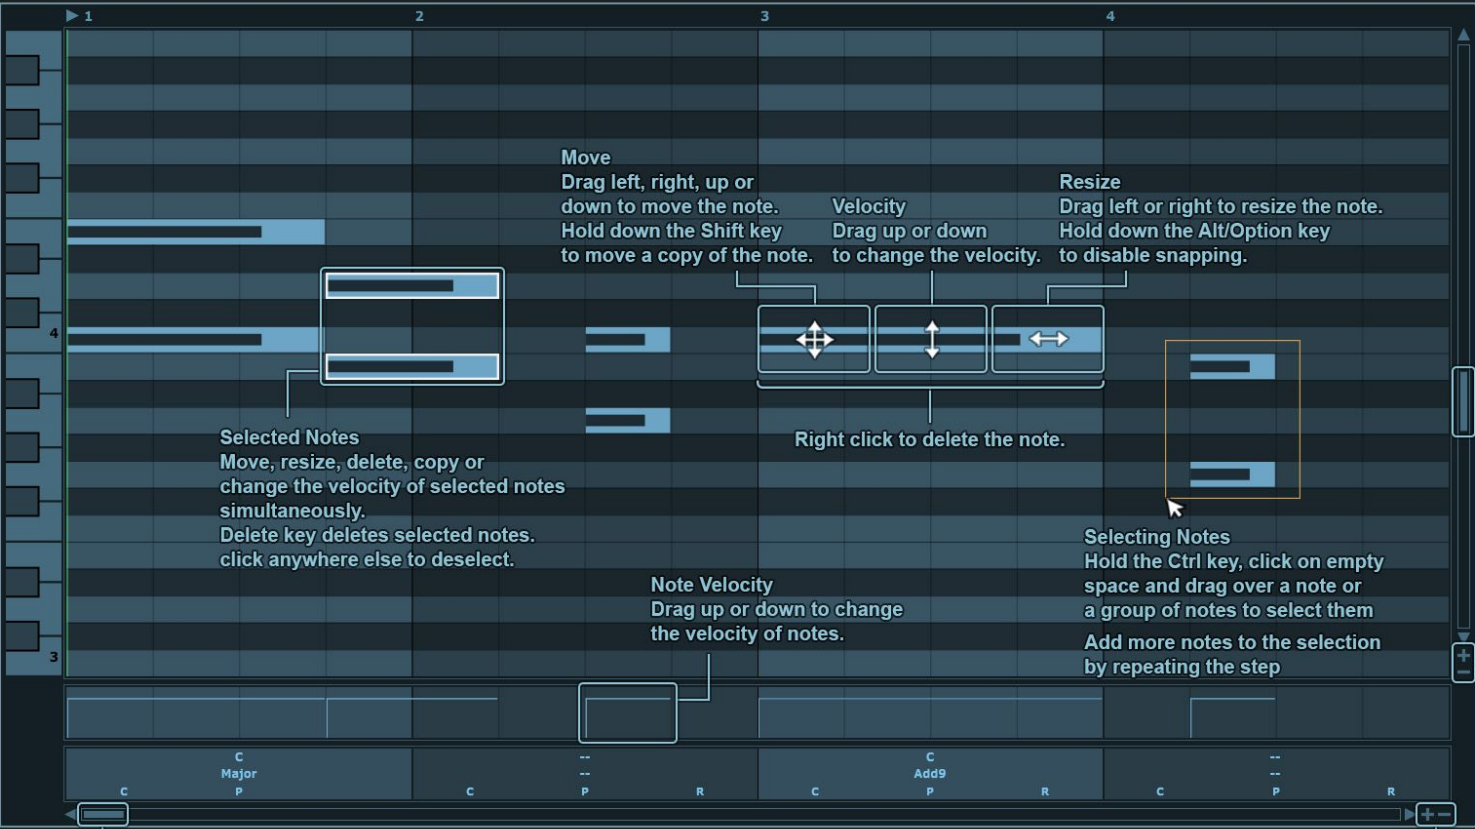 1 2 3 4
Move
Drag left, right, up or
down to move the note.
Hold down the Shift key
to move a copy of the note.
Velocity
Drag up or down
to change the velocity.
Resize
Drag left or right to resize the note.
Hold down the Alt/Option key
to disable snapping.
4
Right click to delete the note.
Selected Notes
Move, resize, delete, copy or
change the velocity of selected notes
simultaneously.
Delete key deletes selected notes.
click anywhere else to deselect.
Selecting Notes
Hold the Ctrl key, click on empty
space and drag over a note or
a group of notes to select them
Add more notes to the selection
by repeating the step
Note Velocity
Drag up or down to change
the velocity of notes.
3
+
−
C -- C --
Major -- Add9 --
C P C P R C P R C P R
+ −